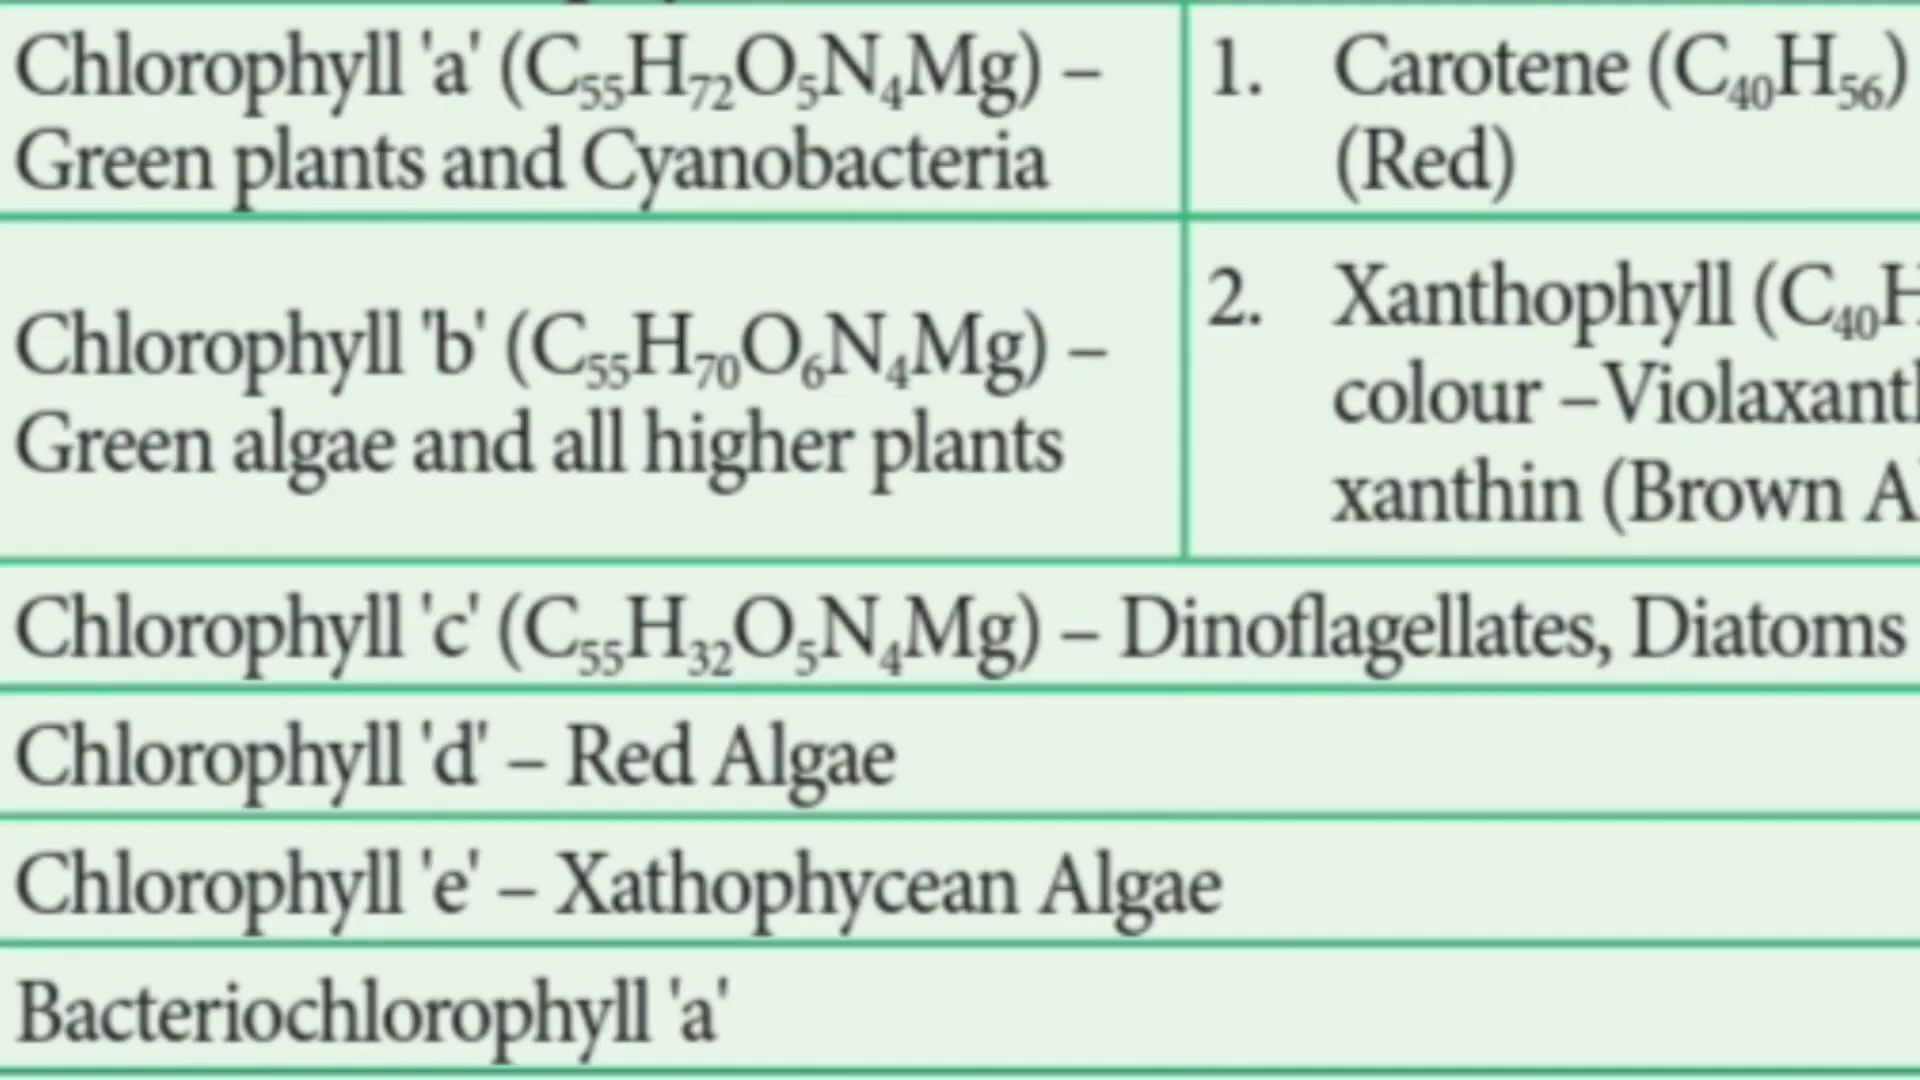 Chlorophyll 'a' (C₅₅H₇₂O₅N₄Mg) –
Green plants and Cyanobacteria
1. Carotene (C₄₀H₅₆)
(Red)
Chlorophyll 'b' (C₅₅H₇₀O₆N₄Mg) –
Green algae and all higher plants
2. Xanthophyll (C₄₀H
colour –Violaxant
xanthin (Brown A
Chlorophyll 'c' (C₅₅H₃₂O₅N₄Mg) – Dinoflagellates, Diatoms
Chlorophyll 'd' – Red Algae
Chlorophyll 'e' – Xathophycean Algae
Bacteriochlorophyll 'a'